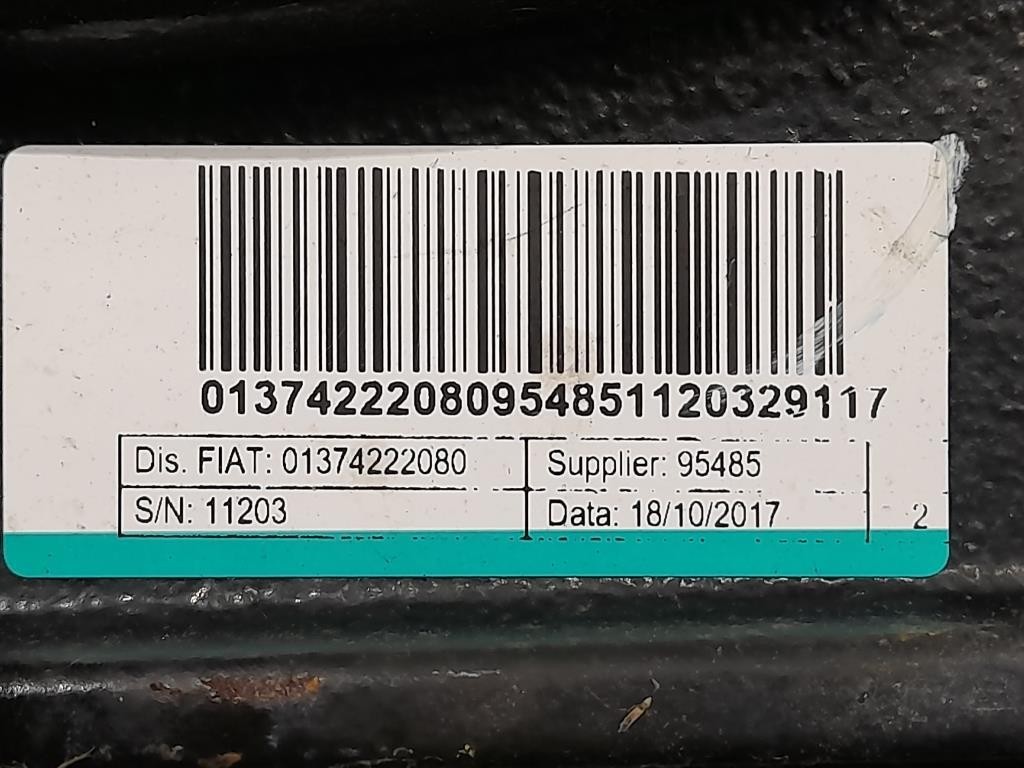 01374222080954851120329117
Dis. FIAT: 01374222080 Supplier: 95485
S/N: 11203 Data: 18/10/2017 2